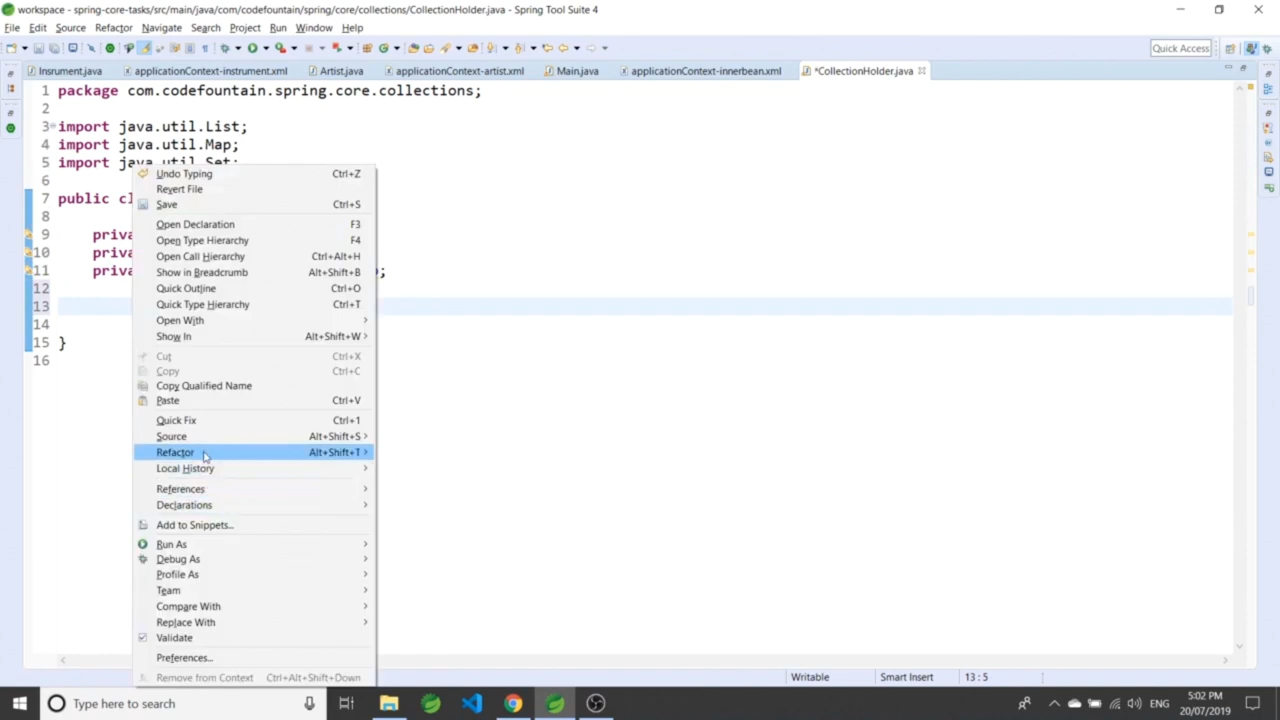 workspace - spring-core-tasks/src/main/java/com/codefountain/spring/core/collections/CollectionHolder.java - Spring Tool Suite 4
File Edit Source Refactor Navigate Search Project Run Window Help
Quick Access
Insrument.java applicationContext-instrument.xml Artist.java applicationContext-artist.xml Main.java applicationContext-innerbean.xml *CollectionHolder.java
1 package com.codefountain.spring.core.collections;
2
3 import java.util.List;
4 import java.util.Map;
5 import java.util.Set;
6
7 public cl
8
9 priva
10 priva
11 priva ;
12
13
14
15 }
16
Undo Typing Ctrl+Z
Revert File
Save Ctrl+S
Open Declaration F3
Open Type Hierarchy F4
Open Call Hierarchy Ctrl+Alt+H
Show in Breadcrumb Alt+Shift+B
Quick Outline Ctrl+O
Quick Type Hierarchy Ctrl+T
Open With
Show In Alt+Shift+W
Cut Ctrl+X
Copy Ctrl+C
Copy Qualified Name
Paste Ctrl+V
Quick Fix Ctrl+1
Source Alt+Shift+S
Refactor Alt+Shift+T
Local History
References
Declarations
Add to Snippets...
Run As
Debug As
Profile As
Team
Compare With
Replace With
Validate
Preferences...
Remove from Context Ctrl+Alt+Shift+Down
Writable Smart Insert 13 : 5
Type here to search
ENG
5:02 PM
20/07/2019